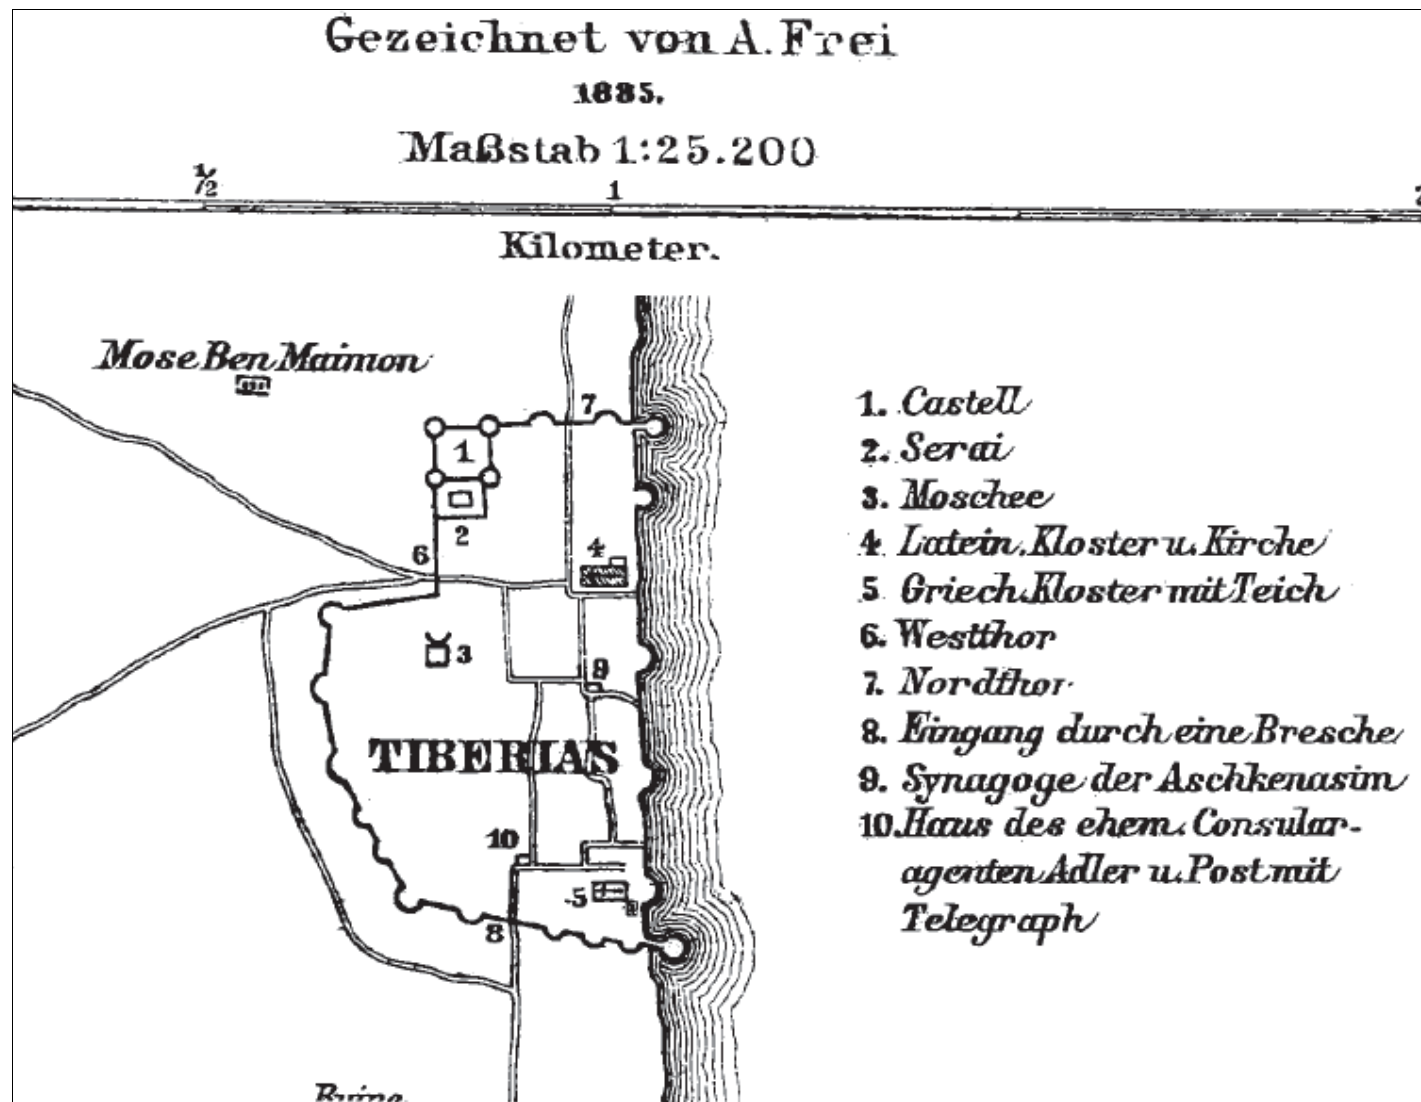 Gezeichnet von A. Frei
1885.
Maßstab 1:25.200
½ 1
Kilometer.
Mose Ben Maimon
7
1
2
6
4
3
9
TIBERIAS
10
5
8
1. Castell
2. Serai
3. Moschee
4 Latein. Kloster u. Kirche
5 Griech. Kloster mit Teich
6. Westthor
7. Nordthor
8. Eingang durch eine Bresche
9. Synagoge der Aschkenasim
10. Haus des ehem. Consular-
agenten Adler u. Post mit
Telegraph